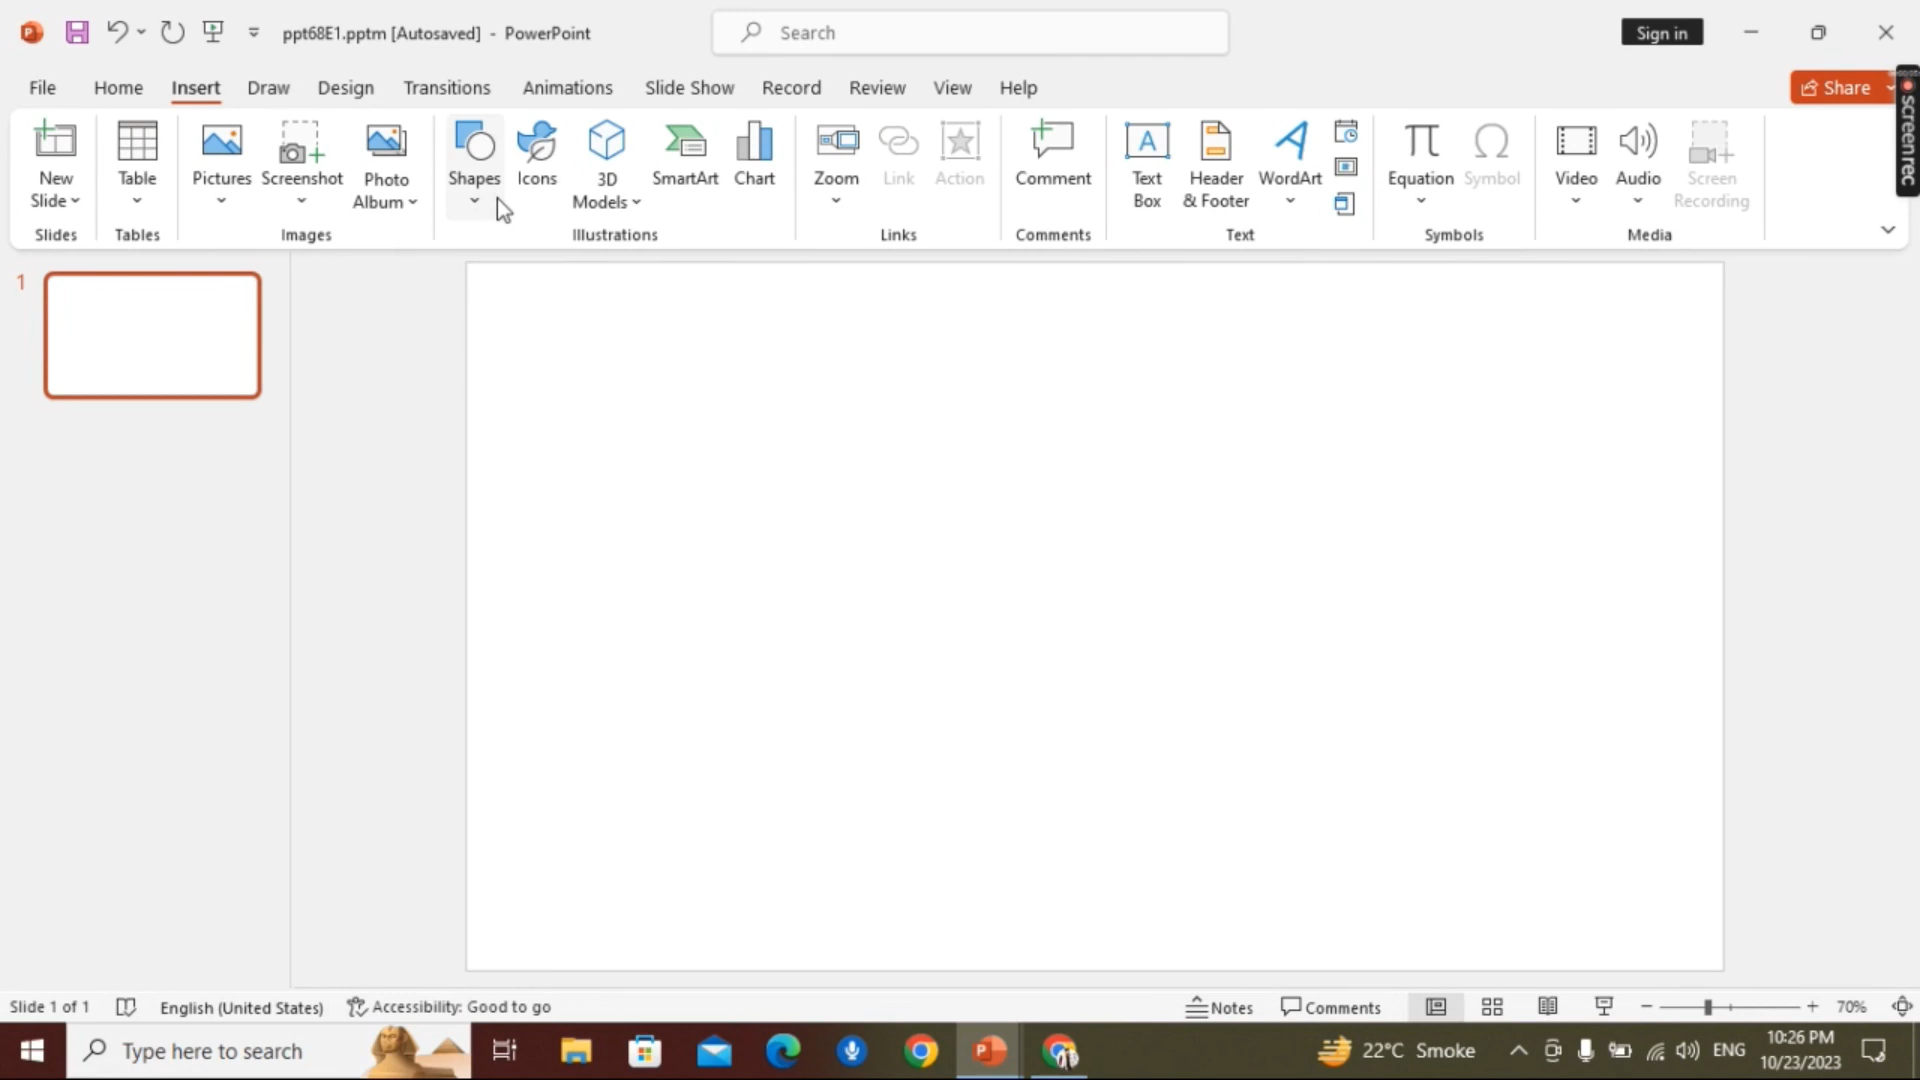 ppt68E1.pptm [Autosaved] - PowerPoint
Search
Sign in
File Home Insert Draw Design Transitions Animations Slide Show Record Review View Help
Share
screenrec
New Slide
Table
Pictures
Screenshot
Photo Album
Shapes
Icons
3D Models
SmartArt
Chart
Zoom
Link
Action
Comment
Text Box
Header & Footer
WordArt
Equation
Symbol
Video
Audio
Screen Recording
Slides Tables Images Illustrations Links Comments Text Symbols Media
1
Slide 1 of 1 English (United States) Accessibility: Good to go Notes Comments 70%
Type here to search
22°C Smoke
ENG
10:26 PM
10/23/2023